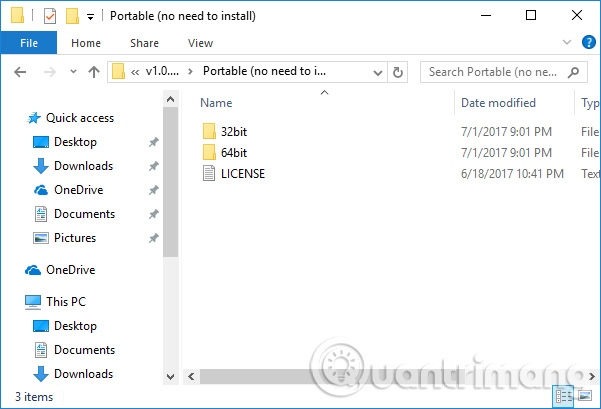 Portable (no need to install)
File Home Share View
v1.0.... Portable (no need to i... Search Portable (no ne...
Name Date modified Typ
Quick access
Desktop
Downloads
OneDrive
Documents
Pictures
OneDrive
This PC
Desktop
Documents
Downloads
32bit 7/1/2017 9:01 PM File
64bit 7/1/2017 9:01 PM File
LICENSE 6/18/2017 10:41 PM Text
3 items
Quantrimang